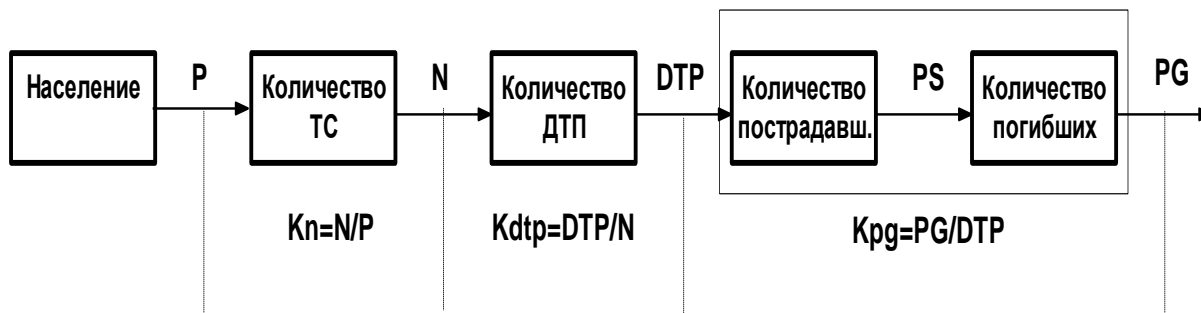 Население
P
Количество
ТС
N
Количество
ДТП
DTP
Количество
пострадавш.
PS
Количество
погибших
PG
Kn=N/P
Kdtp=DTP/N
Kpg=PG/DTP